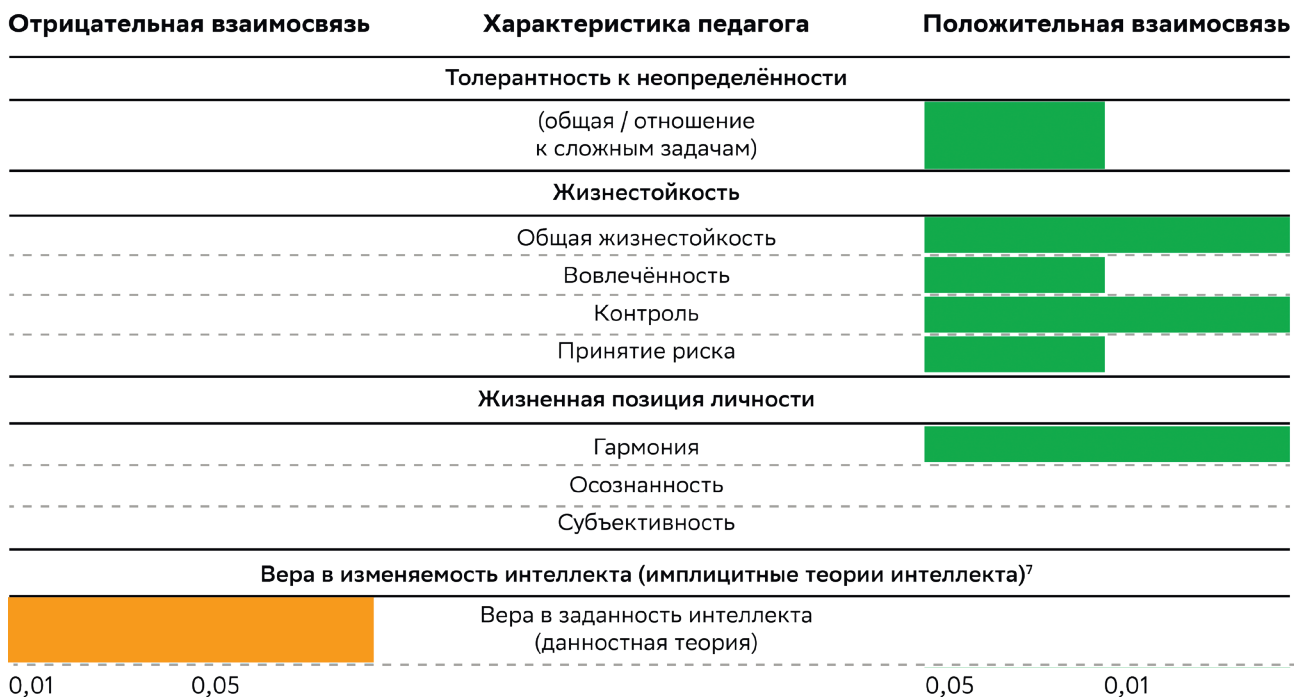 Отрицательная взаимосвязь Характеристика педагога Положительная взаимосвязь
Толерантность к неопределённости
(общая / отношение
к сложным задачам)
Жизнестойкость
Общая жизнестойкость
Вовлечённость
Контроль
Принятие риска
Жизненная позиция личности
Гармония
Осознанность
Субъективность
Вера в изменяемость интеллекта (имплицитные теории интеллекта)⁷
Вера в заданность интеллекта
(данностная теория)
0,01 0,05 0,05 0,01